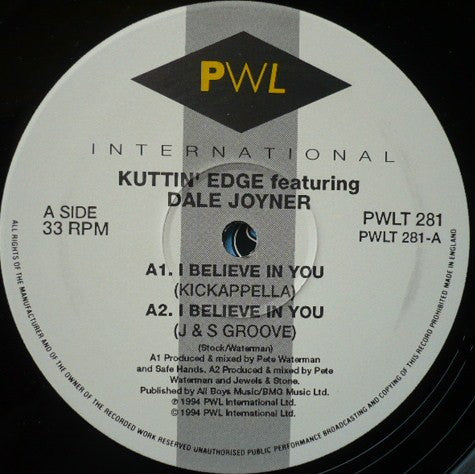 PWL
INTERNATIONAL
KUTTIN' EDGE featuring
DALE JOYNER
A SIDE
33 RPM
PWLT 281
PWLT 281-A
A1. I BELIEVE IN YOU
(KICKAPPELLA)
A2. I BELIEVE IN YOU
(J & S GROOVE)
(Stock/Waterman)
A1 Produced & mixed by Pete Waterman
and Safe Hands. A2 Produced & mixed by Pete
Waterman and Jewels & Stone.
Published by All Boys Music/BMG Music Ltd.
℗ 1994 PWL International Ltd.
© 1994 PWL International Ltd.
ALL RIGHTS OF THE MANUFACTURER AND OF THE OWNER OF THE RECORDED WORK RESERVED UNAUTHORISED PUBLIC PERFORMANCE BROADCASTING AND COPYING OF THIS RECORD PROHIBITED MADE IN ENGLAND